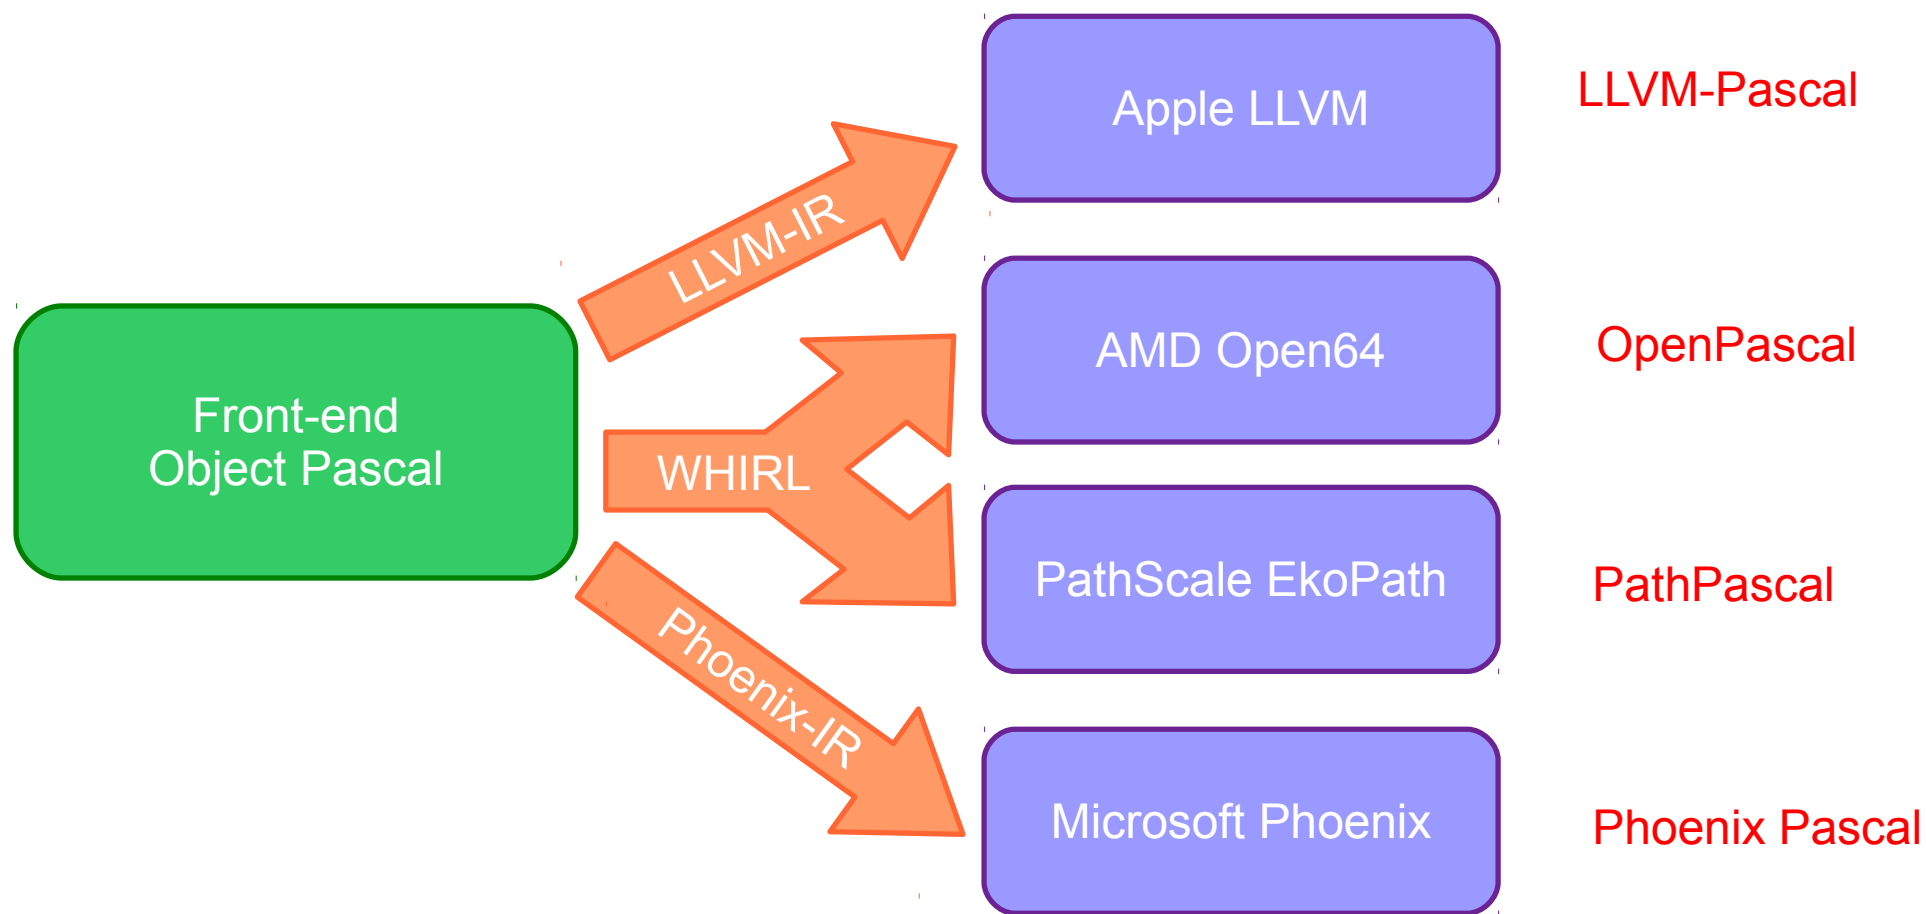 Front-end
Object Pascal
LLVM-IR
WHIRL
Phoenix-IR
Apple LLVM
LLVM-Pascal
AMD Open64
OpenPascal
PathScale EkoPath
PathPascal
Microsoft Phoenix
Phoenix Pascal